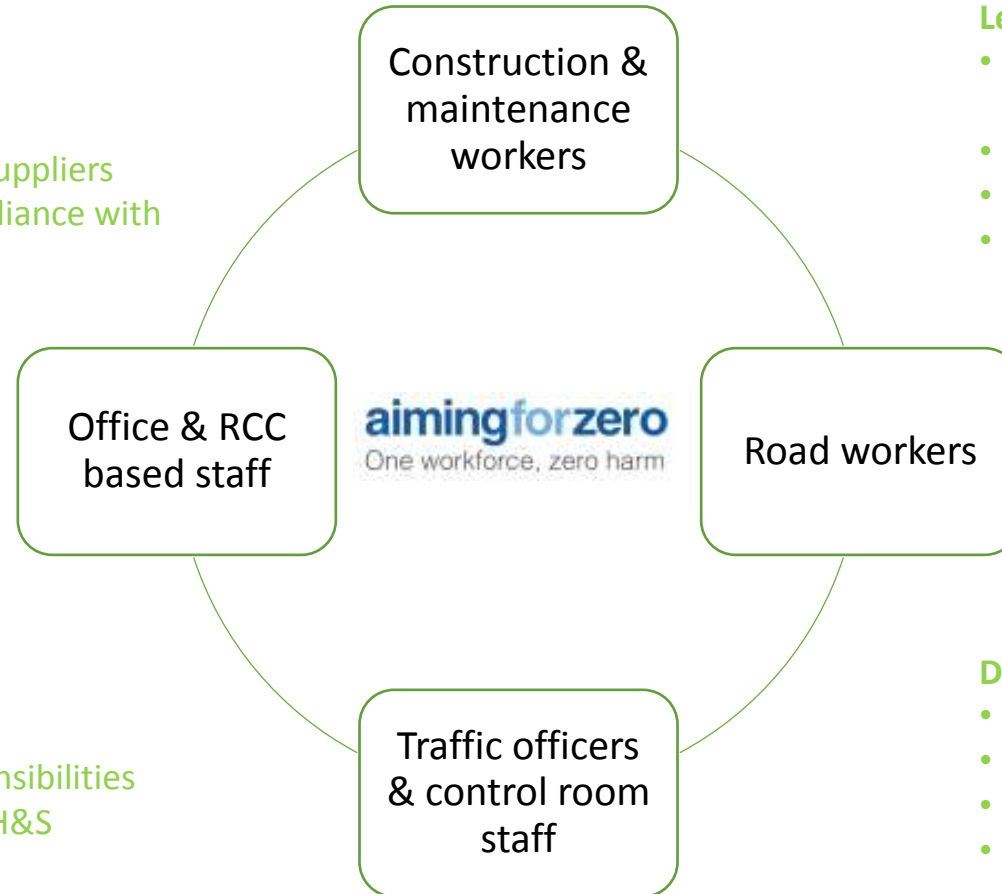 Construction &
maintenance
workers
uppliers
liance with
Le
•
•
•
•
Office & RCC
based staff
aimingforzero
One workforce, zero harm
Road workers
Traffic officers
& control room
staff
nsibilities
H&S
D
•
•
•
•